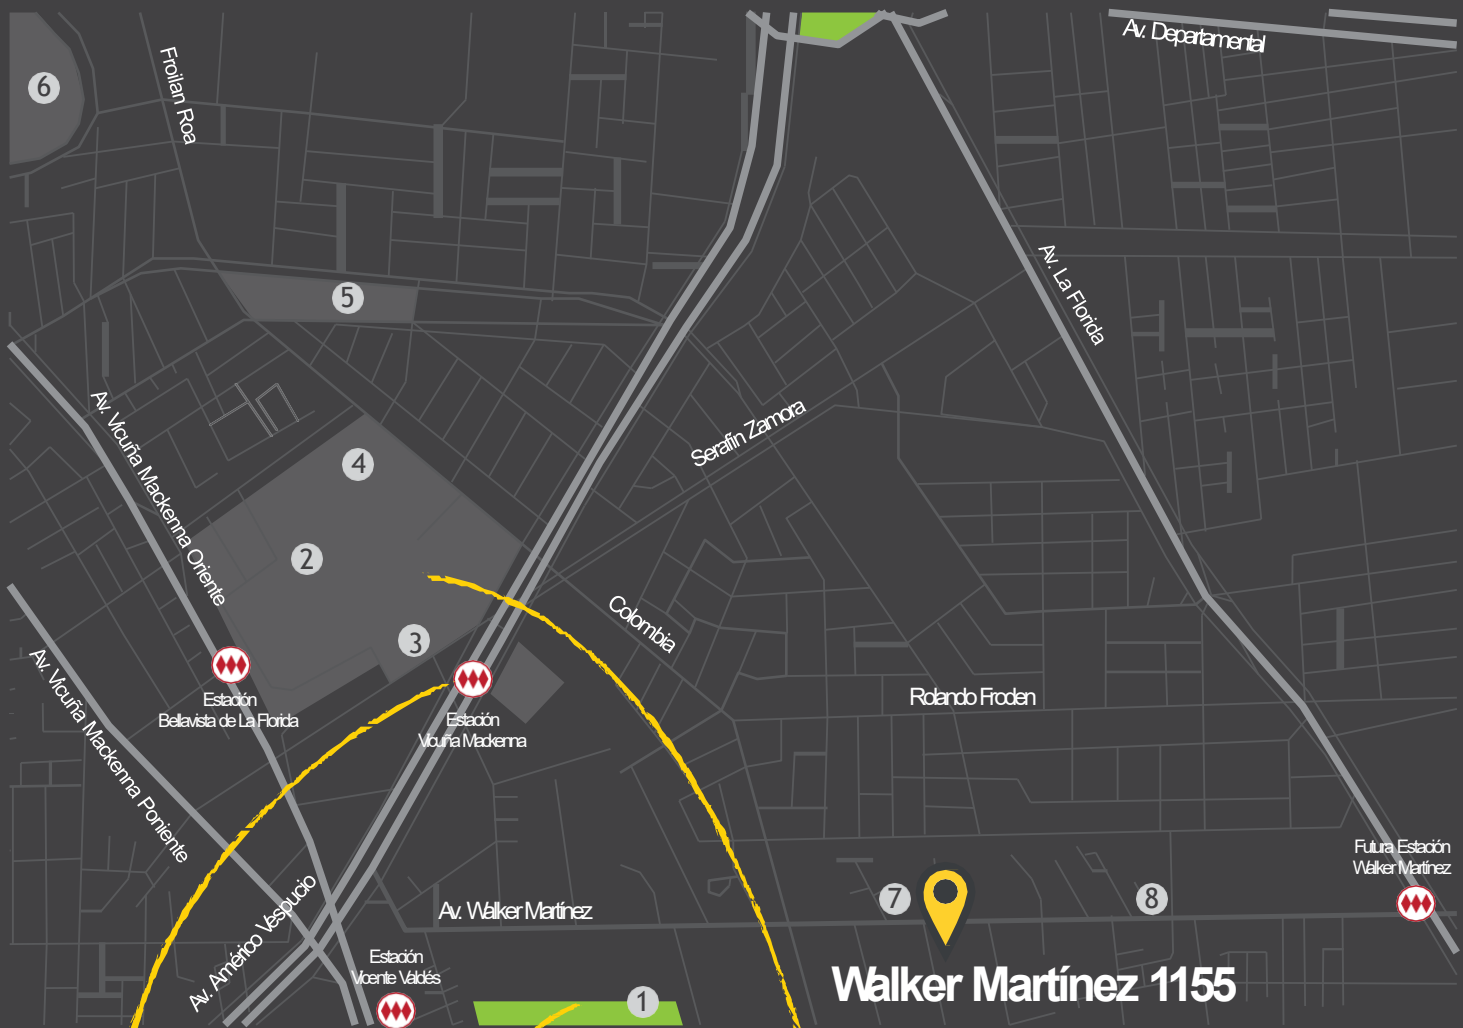 Av. Departamental
6
Froilan Roa
5
Av. La Florida
Av. Vicuña Mackenna Oriente
Serafín Zamora
4
2
Colombia
3
Av. Vicuña Mackenna Poniente
Estación
Bellavista de La Florida
Estación
Vicuña Mackenna
Rolando Froden
Futura Estación
Walker Martínez
Av. Américo Vespucio
Av. Walker Martínez
7
8
Estación
Vicente Valdés
Walker Martínez 1155
1